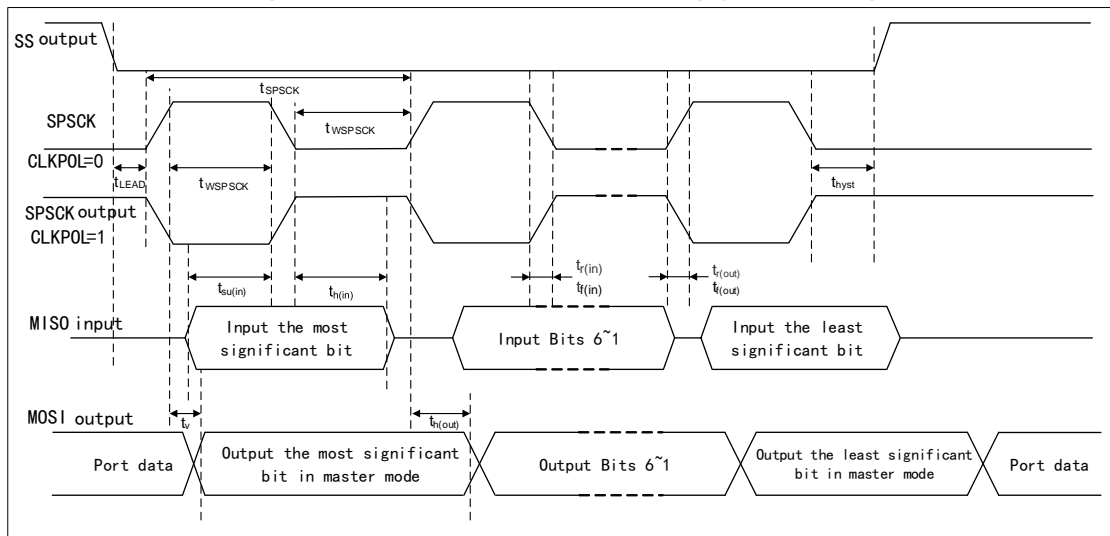 SS output
tSPSCK
SPSCK
tWSPSCK
CLKPOL=0
tLEAD
tWSPSCK
thyst
SPSCK output
CLKPOL=1
tsu(in)
th(in)
tr(in)
tf(in)
tr(out)
tf(out)
MISO input
Input the most
significant bit
Input Bits 6~1
Input the least
significant bit
MOSI output
tv
th(out)
Port data
Output the most significant
bit in master mode
Output Bits 6~1
Output the least significant
bit in master mode
Port data